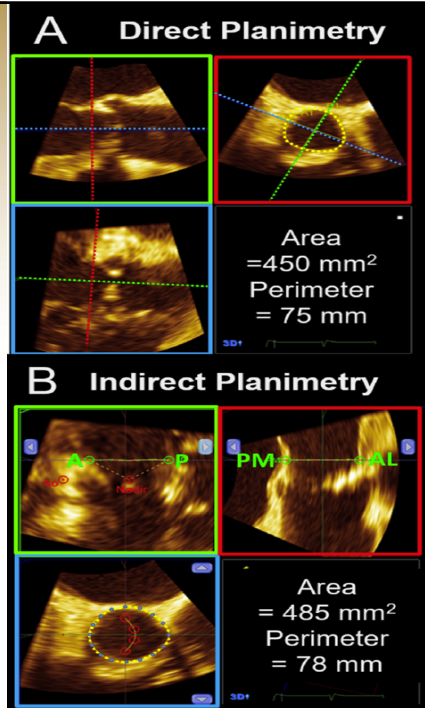 A Direct Planimetry
Area
=450 mm²
Perimeter
= 75 mm
3D
B Indirect Planimetry
A P
Ao
Nadir
PM AL
Area
= 485 mm²
Perimeter
= 78 mm
3D